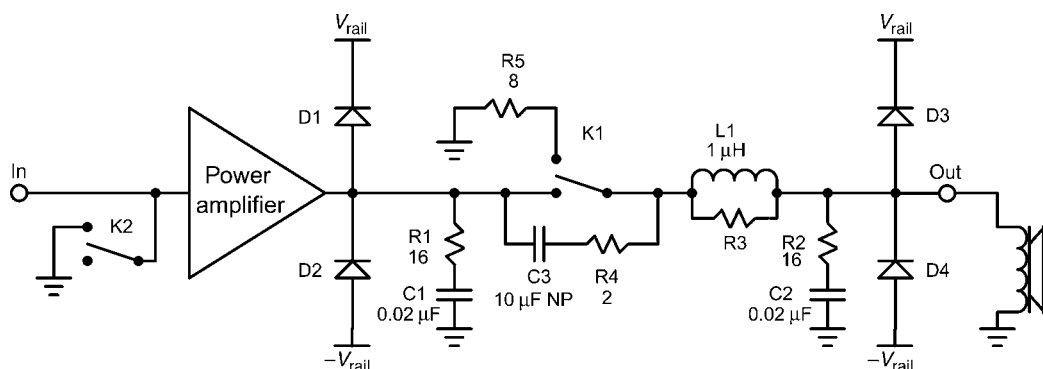 V_rail
V_rail
R5
8
D1
K1
D3
L1
1 µH
In
Out
Power
amplifier
K2
R3
R1
16
R2
16
D2
C3
10 µF NP
R4
2
D4
C1
0.02 µF
C2
0.02 µF
−V_rail
−V_rail